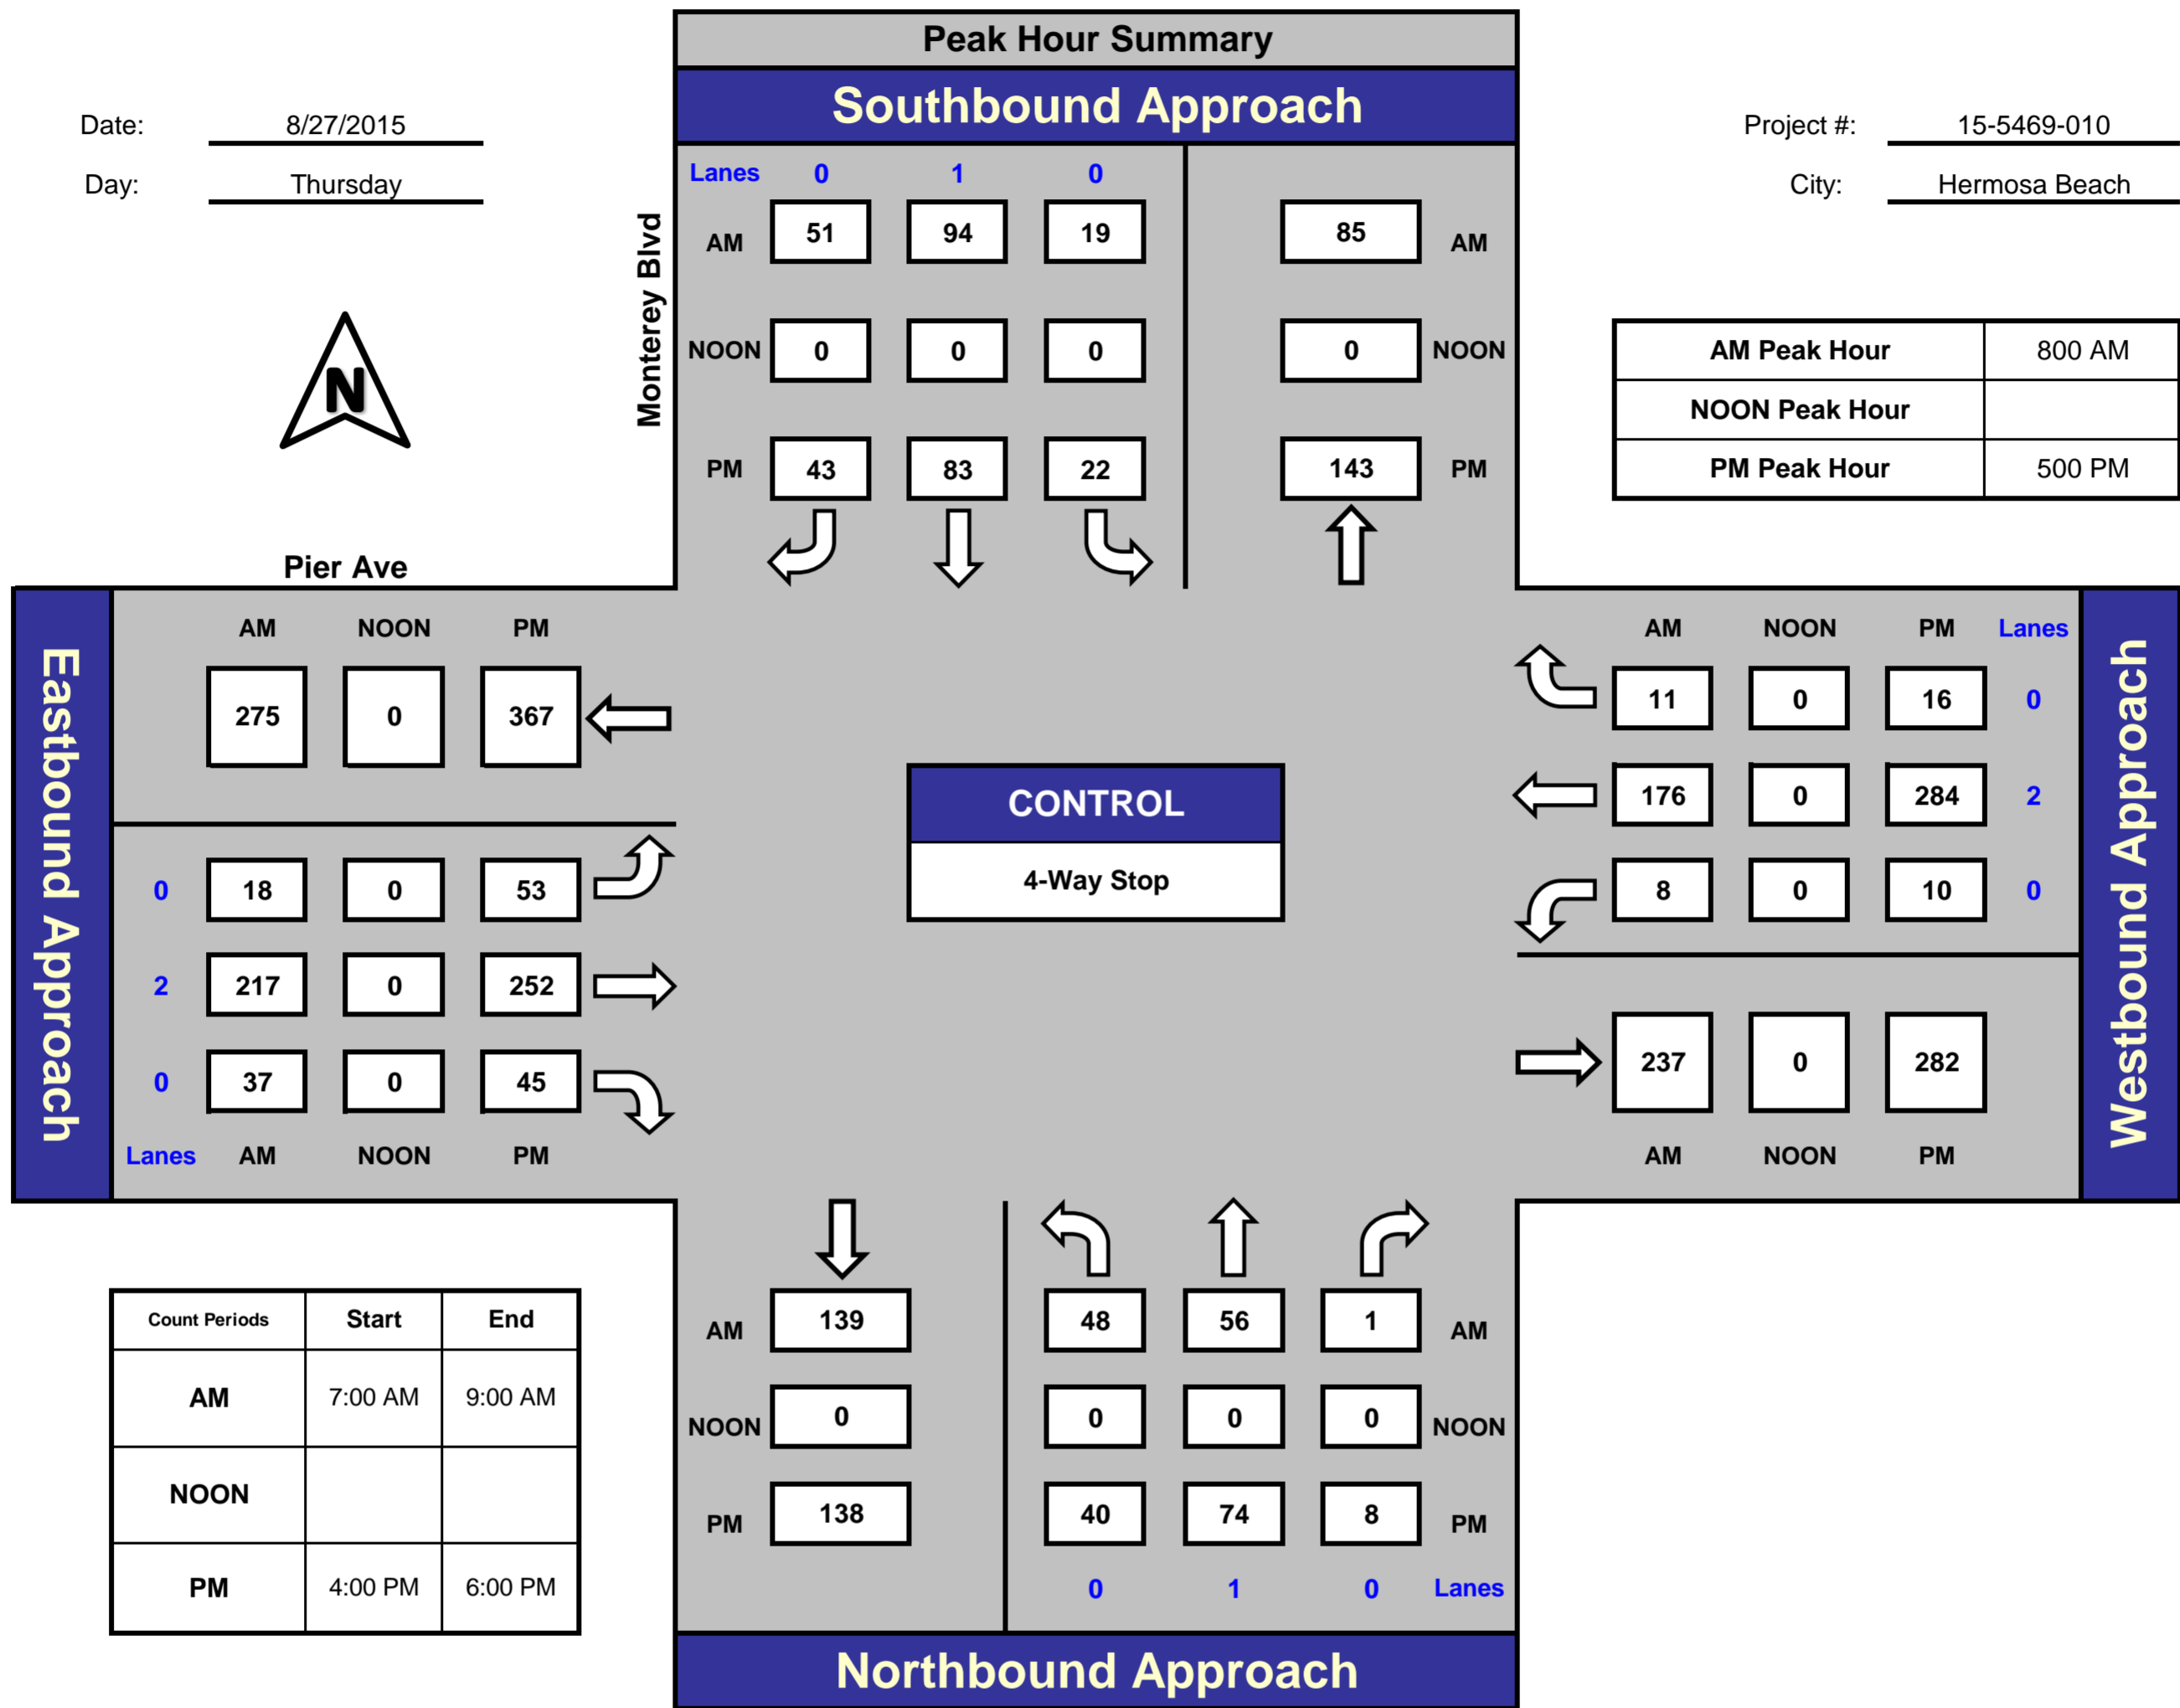 Peak Hour Summary
Southbound Approach
Date: 8/27/2015
Project #: 15-5469-010
Day: Thursday
City: Hermosa Beach
Monterey Blvd
Lanes 0 1 0
AM 51 94 19 85 AM
NOON 0 0 0 0 NOON
PM 43 83 22 143 PM
N
AM Peak Hour 800 AM
NOON Peak Hour
PM Peak Hour 500 PM
Pier Ave
Eastbound Approach
AM NOON PM
275 0 367
0 18 0 53
2 217 0 252
0 37 0 45
Lanes AM NOON PM
CONTROL
4-Way Stop
AM NOON PM Lanes
11 0 16 0
176 0 284 2
8 0 10 0
237 0 282
AM NOON PM
Westbound Approach
Count Periods Start End
AM 7:00 AM 9:00 AM
NOON
PM 4:00 PM 6:00 PM
AM 139 48 56 1 AM
NOON 0 0 0 0 NOON
PM 138 40 74 8 PM
0 1 0 Lanes
Northbound Approach